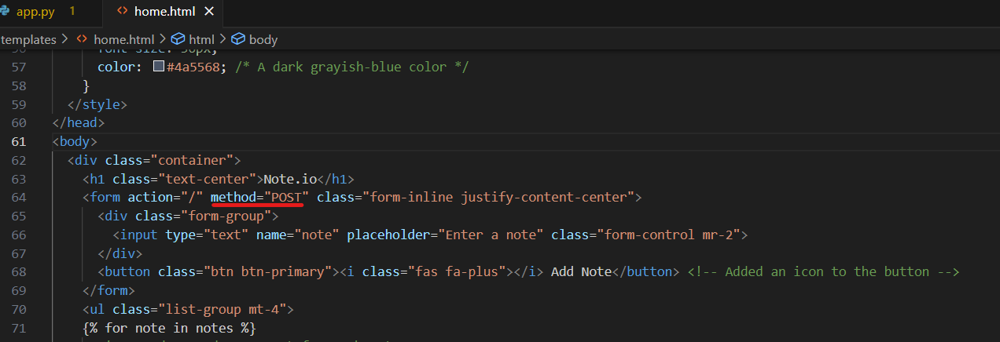 app.py 1 home.html
templates > home.html > html > body
57 color: #4a5568; /* A dark grayish-blue color */
58 }
59 </style>
60 </head>
61 <body>
62 <div class="container">
63 <h1 class="text-center">Note.io</h1>
64 <form action="/" method="POST" class="form-inline justify-content-center">
65 <div class="form-group">
66 <input type="text" name="note" placeholder="Enter a note" class="form-control mr-2">
67 </div>
68 <button class="btn btn-primary"><i class="fas fa-plus"></i> Add Note</button> <!-- Added an icon to the button -->
69 </form>
70 <ul class="list-group mt-4">
71 {% for note in notes %}